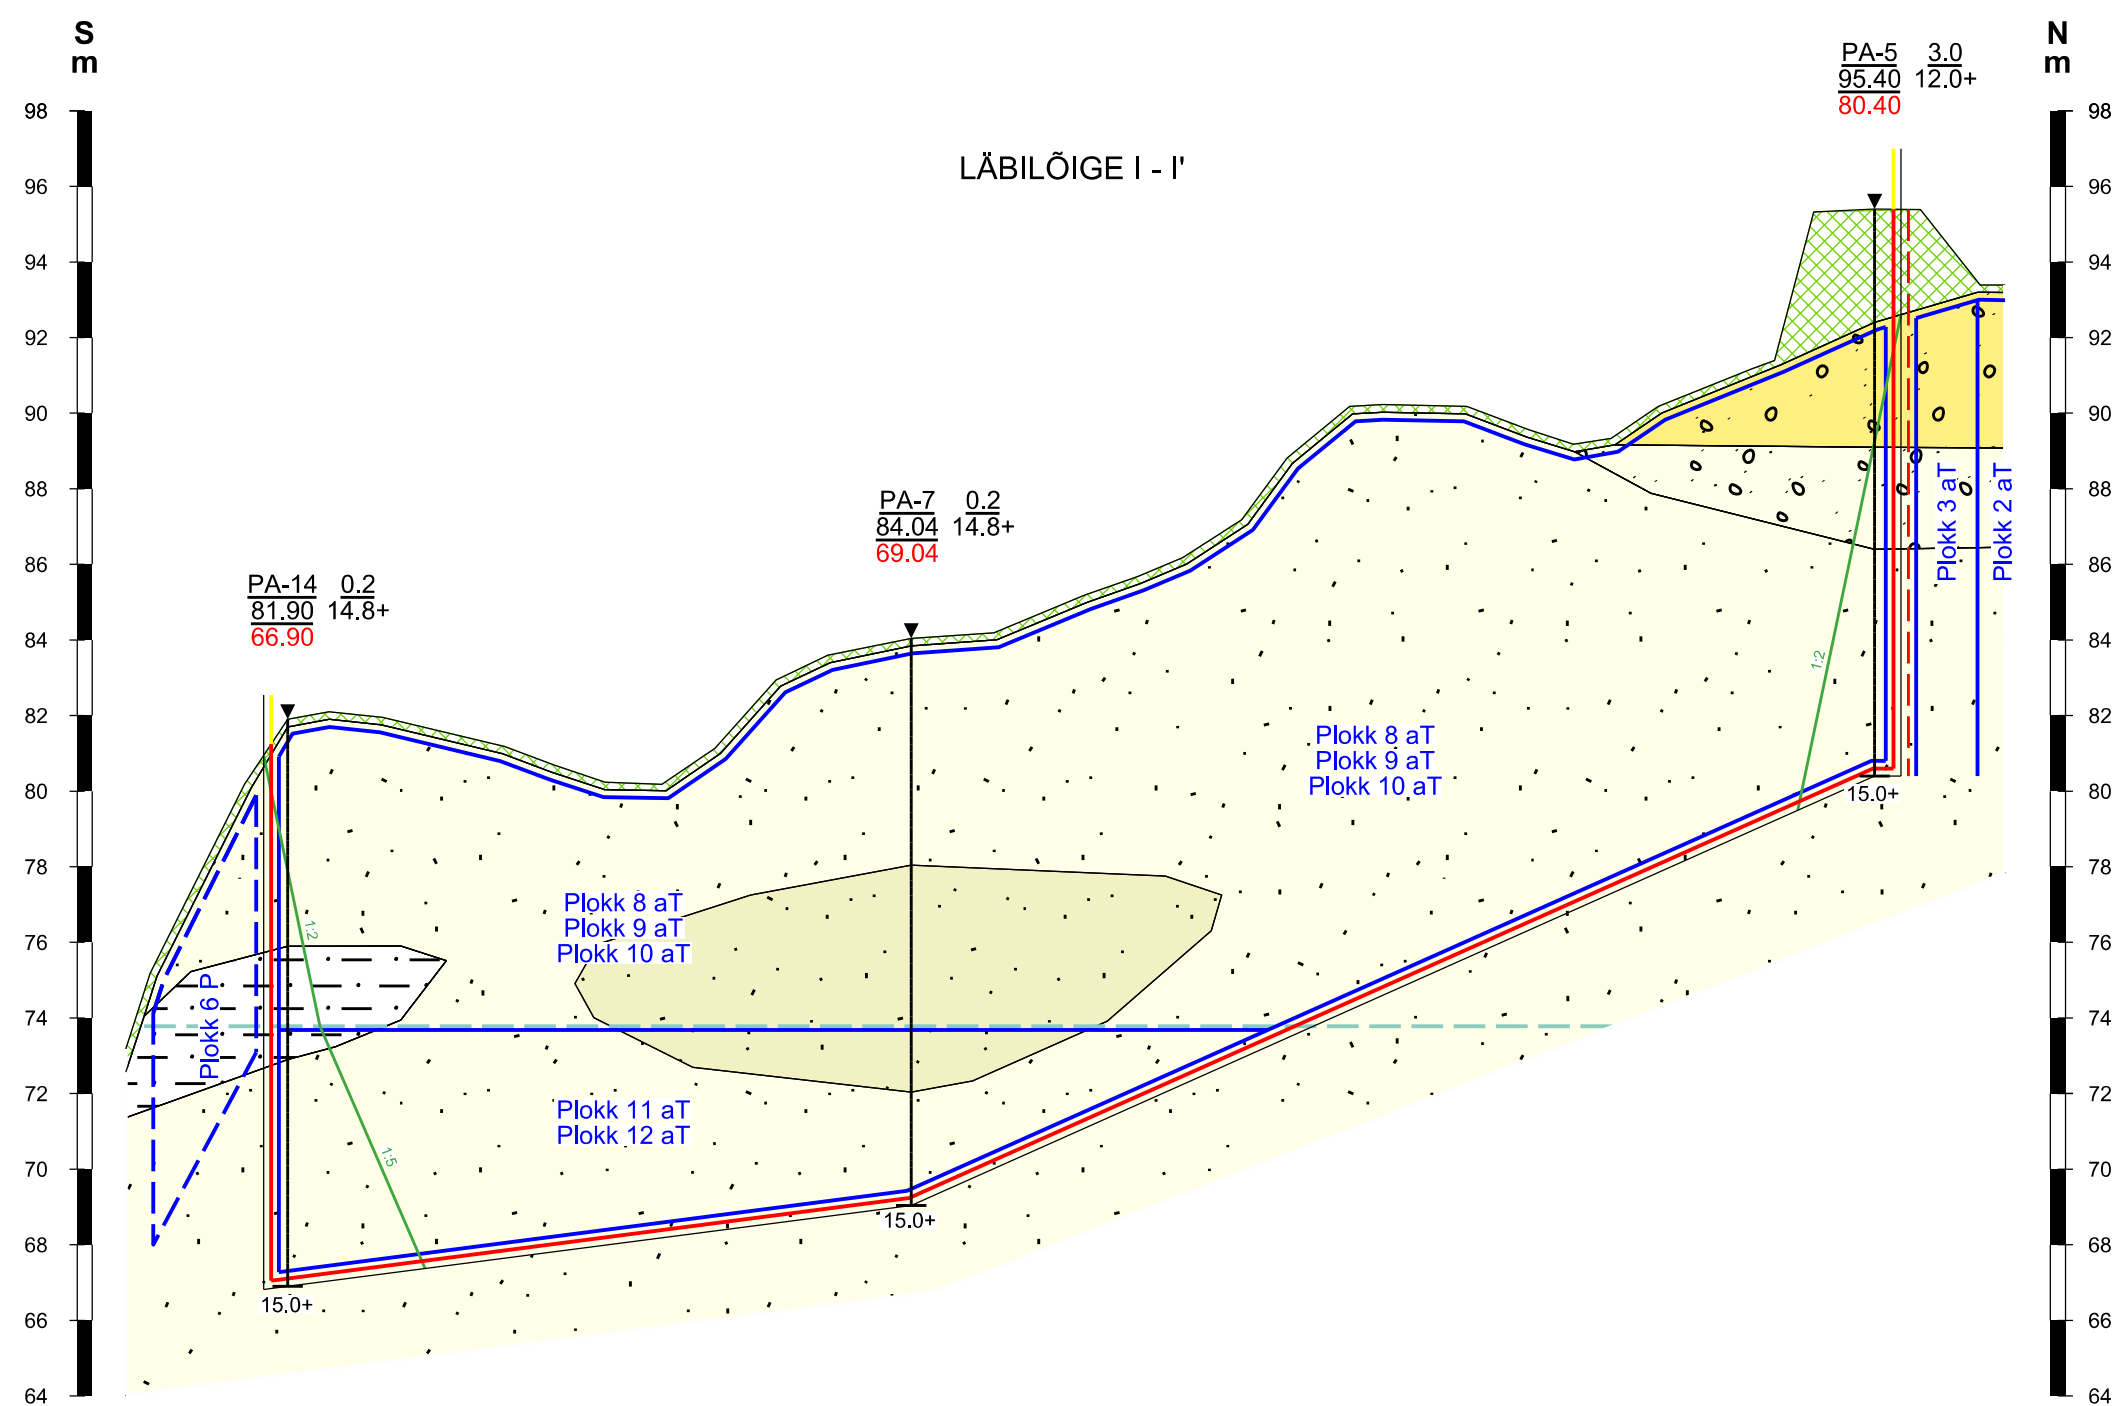 S
m
N
m
PA-5 3.0
95.40 12.0+
80.40
LÄBILÕIGE I - I'
98
96
94
92
90
88
86
84
82
80
78
76
74
72
70
68
66
64
98
96
94
92
90
88
86
84
82
80
78
76
74
72
70
68
66
64
PA-7 0.2
84.04 14.8+
69.04
PA-14 0.2
81.90 14.8+
66.90
Plokk 3 aT
Plokk 2 aT
1:2
Plokk 8 aT
Plokk 9 aT
Plokk 10 aT
15.0+
Plokk 8 aT
Plokk 9 aT
Plokk 10 aT
1:2
Plokk 6 P
Plokk 11 aT
Plokk 12 aT
1:5
15.0+
15.0+